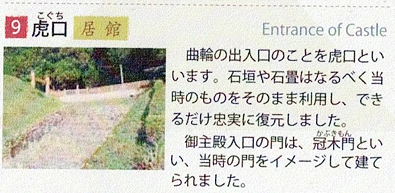 こぐち
9 虎口 居館 Entrance of Castle
曲輪の出入口のことを虎口とい
います。石垣や石畳はなるべく当
時のものをそのまま利用し、でき
るだけ忠実に復元しました。
かぶきもん
御主殿入口の門は、冠木門とい
い、当時の門をイメージして建て
られました。